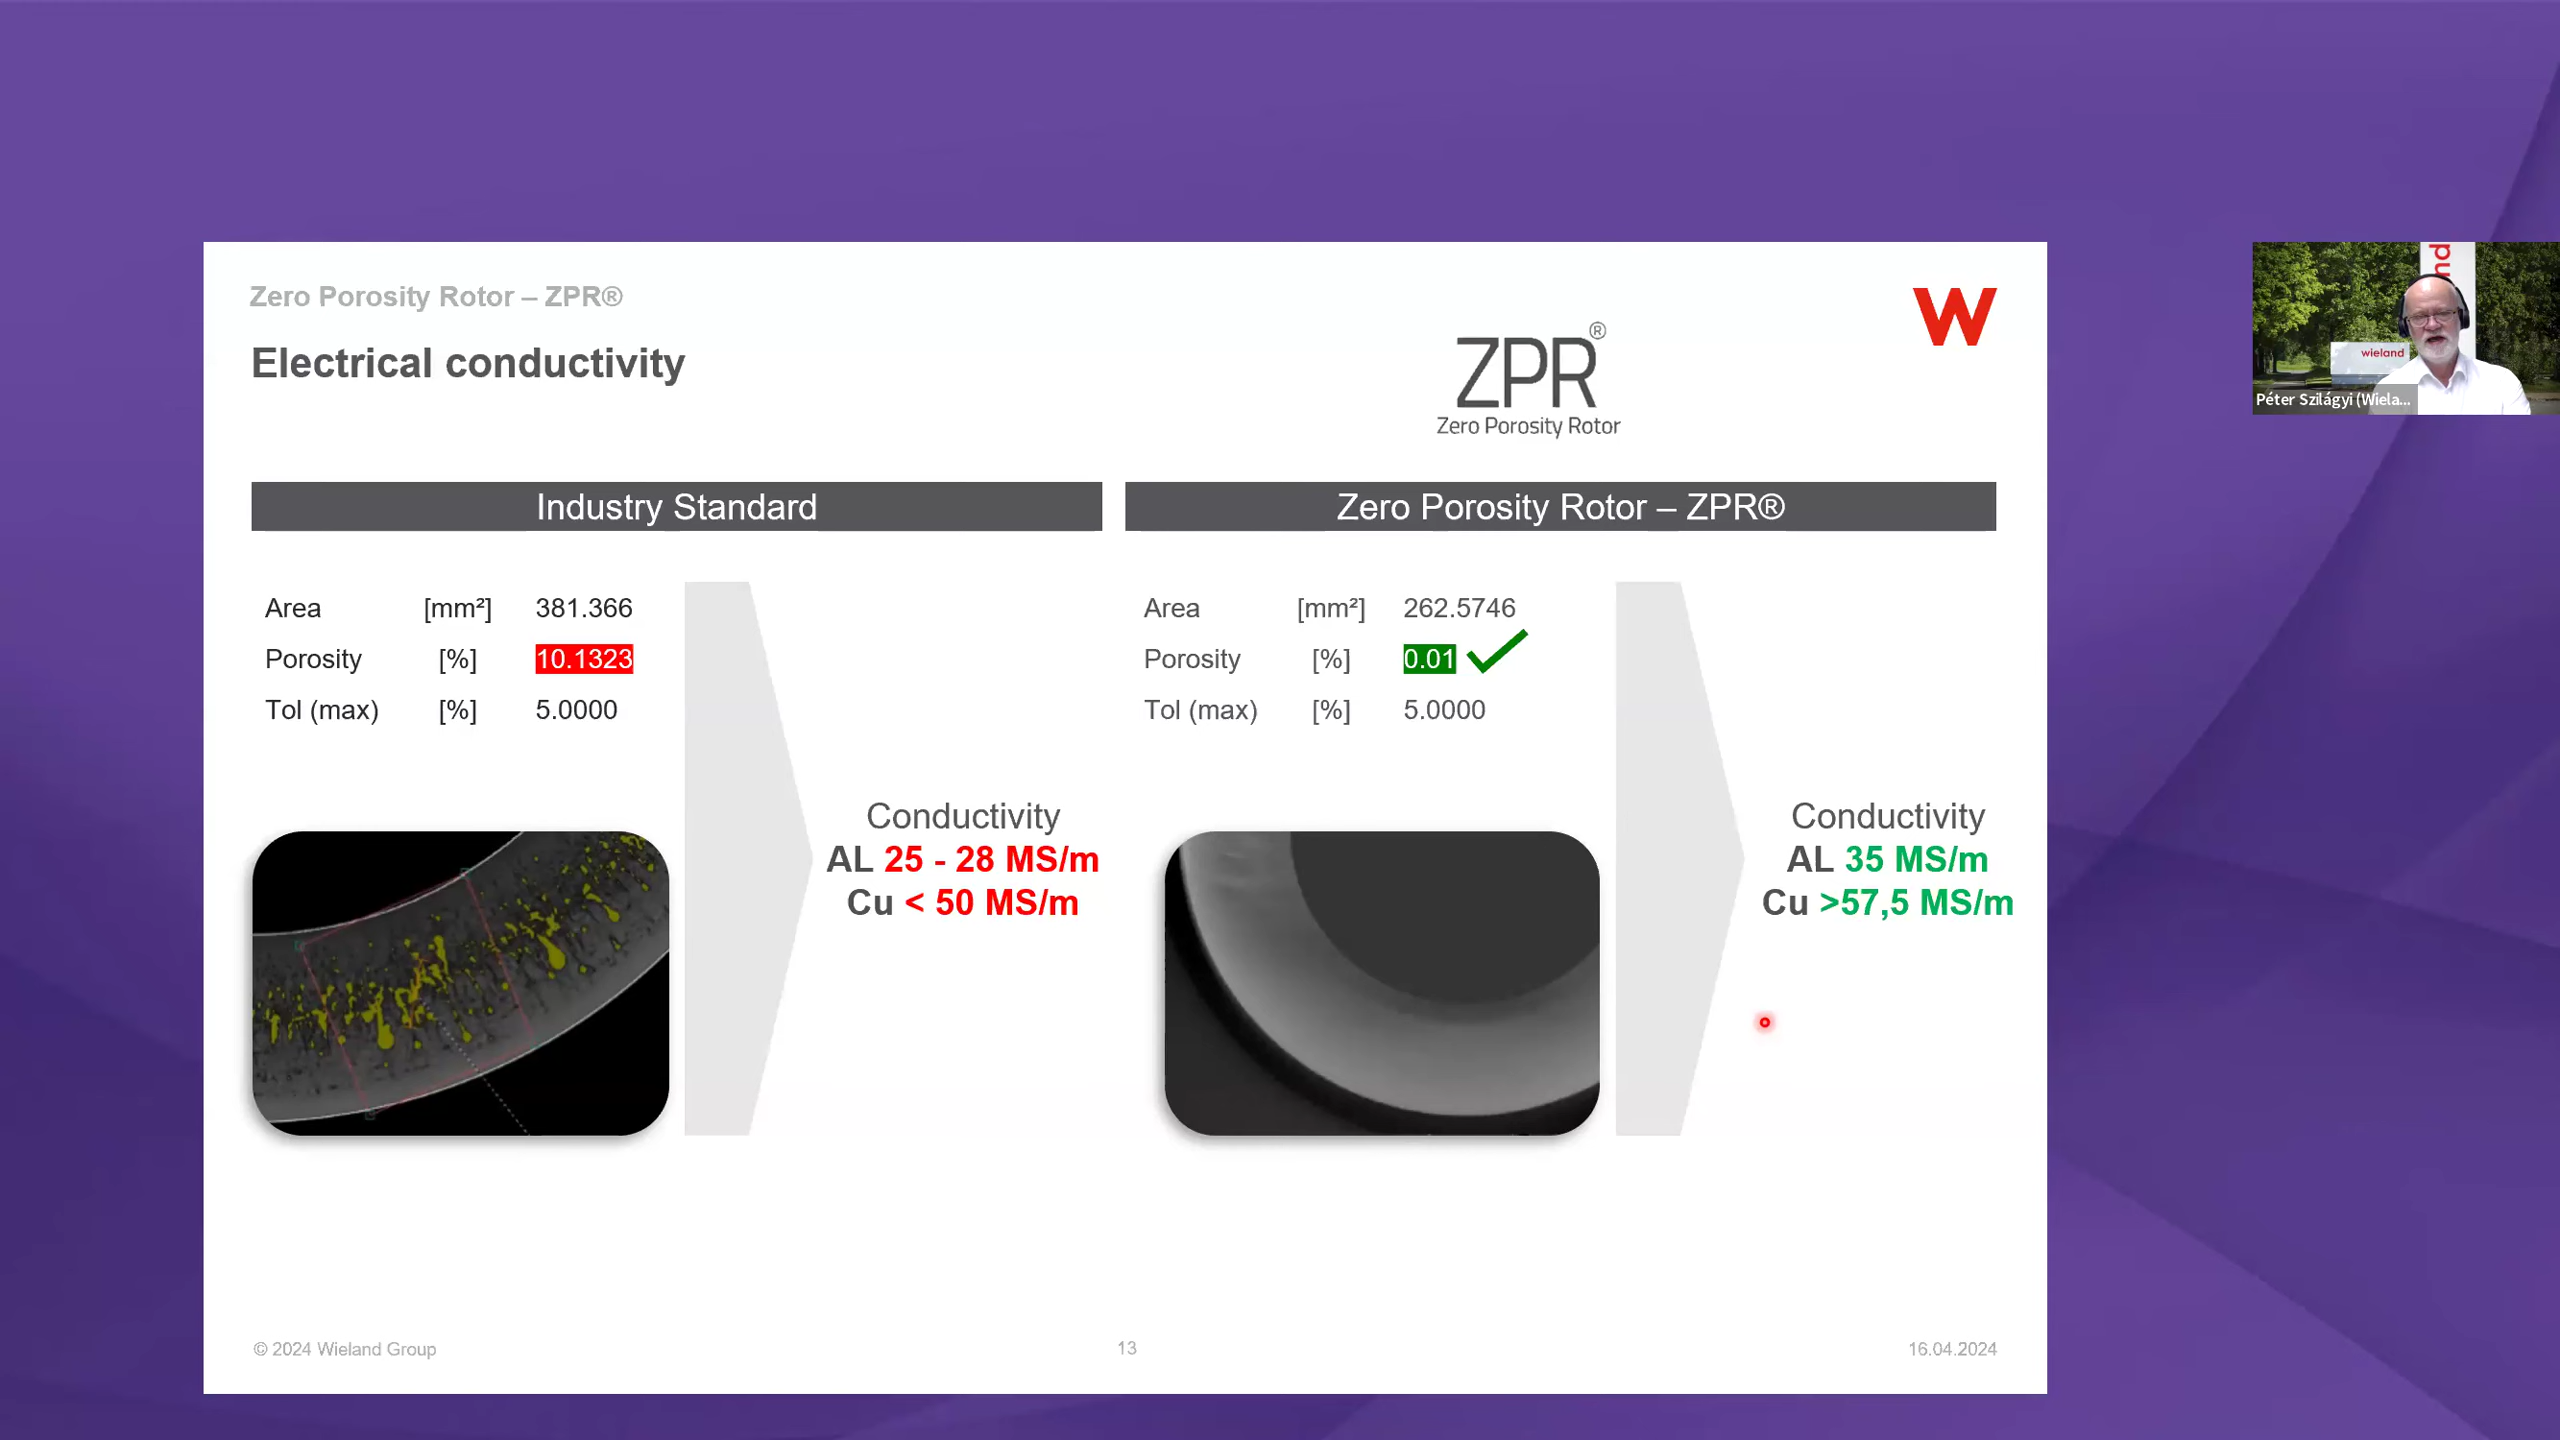 Zero Porosity Rotor – ZPR®
Electrical conductivity
W
ZPR®
Zero Porosity Rotor
nd
wieland
Péter Szilágyi (Wiela...
Industry Standard
Area [mm²] 381.366
Porosity [%] 10.1323
Tol (max) [%] 5.0000
Conductivity
AL 25 - 28 MS/m
Cu < 50 MS/m
Zero Porosity Rotor – ZPR®
Area [mm²] 262.5746
Porosity [%] 0.01
Tol (max) [%] 5.0000
Conductivity
AL 35 MS/m
Cu >57,5 MS/m
© 2024 Wieland Group
13
16.04.2024